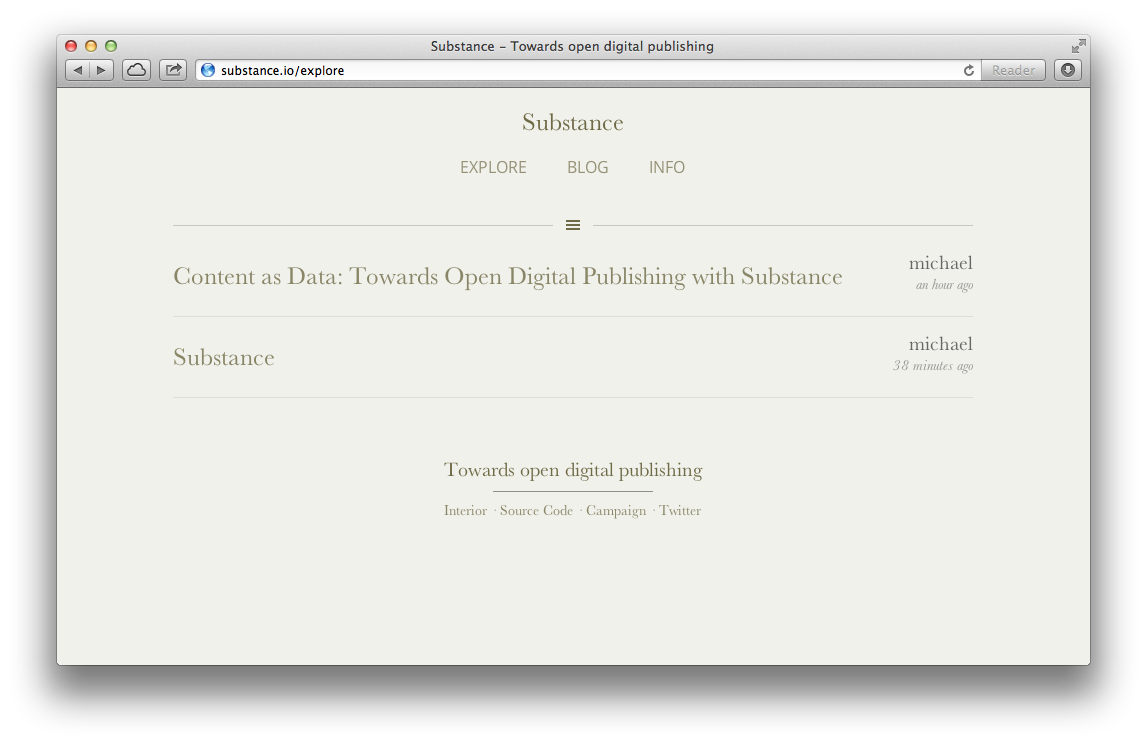 Substance – Towards open digital publishing
substance.io/explore
Reader
Substance
EXPLORE BLOG INFO
Content as Data: Towards Open Digital Publishing with Substance
michael
an hour ago
Substance
michael
38 minutes ago
Towards open digital publishing
Interior · Source Code · Campaign · Twitter